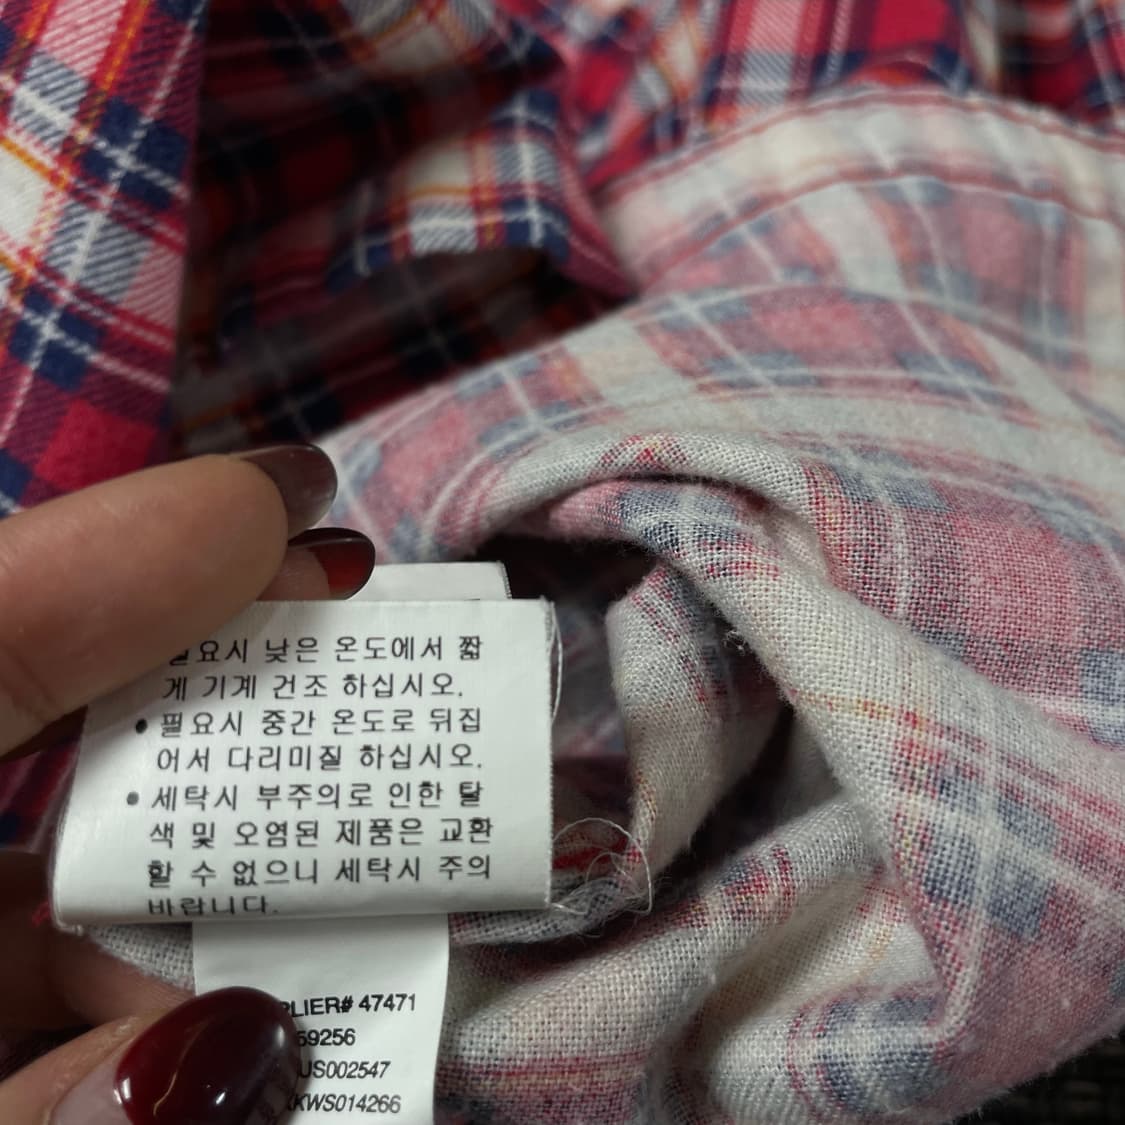 필요시 낮은 온도에서 짧
게 기계 건조 하십시오.
● 필요시 중간 온도로 뒤집
어서 다리미질 하십시오.
● 세탁시 부주의로 인한 탈
색 및 오염된 제품은 교환
할 수 없으니 세탁시 주의
바랍니다.
PLIER# 47471
59256
US002547
KWS014266